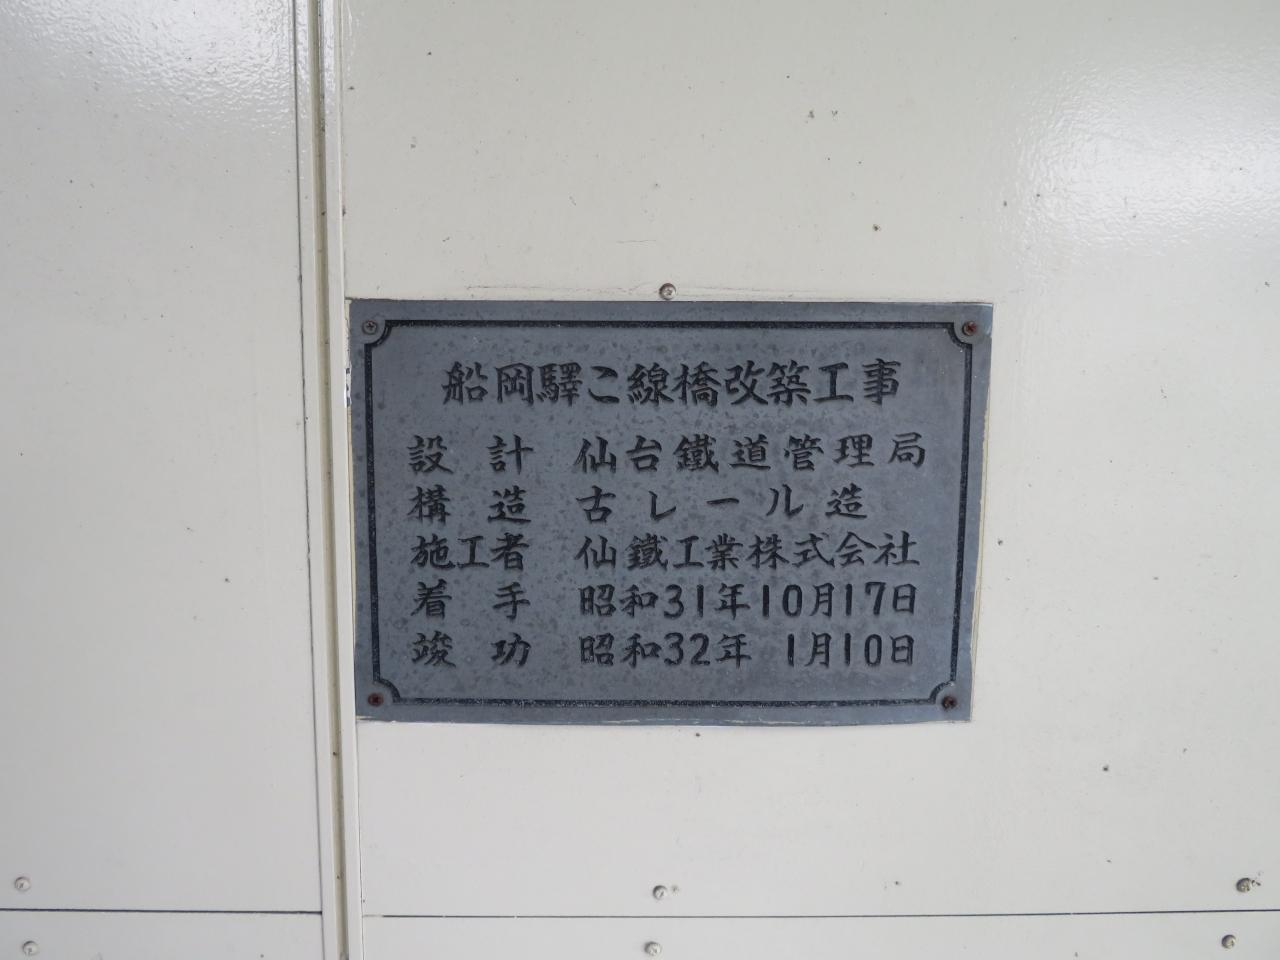 船岡驛こ線橋改築工事
設計 仙台鐵道管理局
構造 古レール造
施工者 仙鐵工業株式会社
着手 昭和31年10月17日
竣功 昭和32年 1月10日